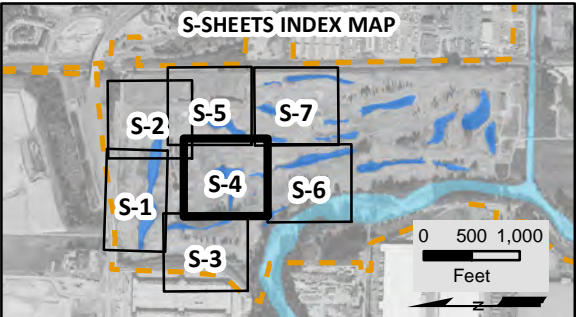 S-SHEETS INDEX MAP
S-5
S-7
S-2
S-4
S-6
S-1
S-3
0 500 1,000
Feet
N